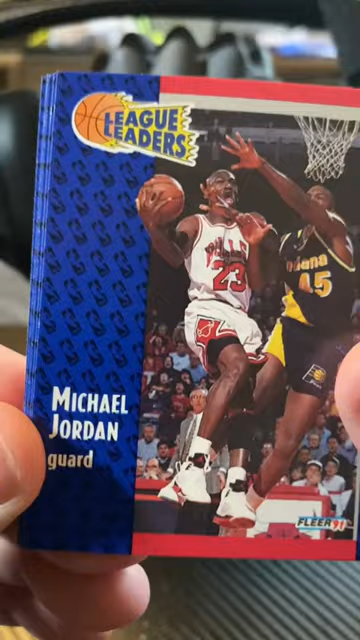 LEAGUE
LEADERS
BULLS
23
Indiana
45
MICHAEL
JORDAN
guard
FLEER 91